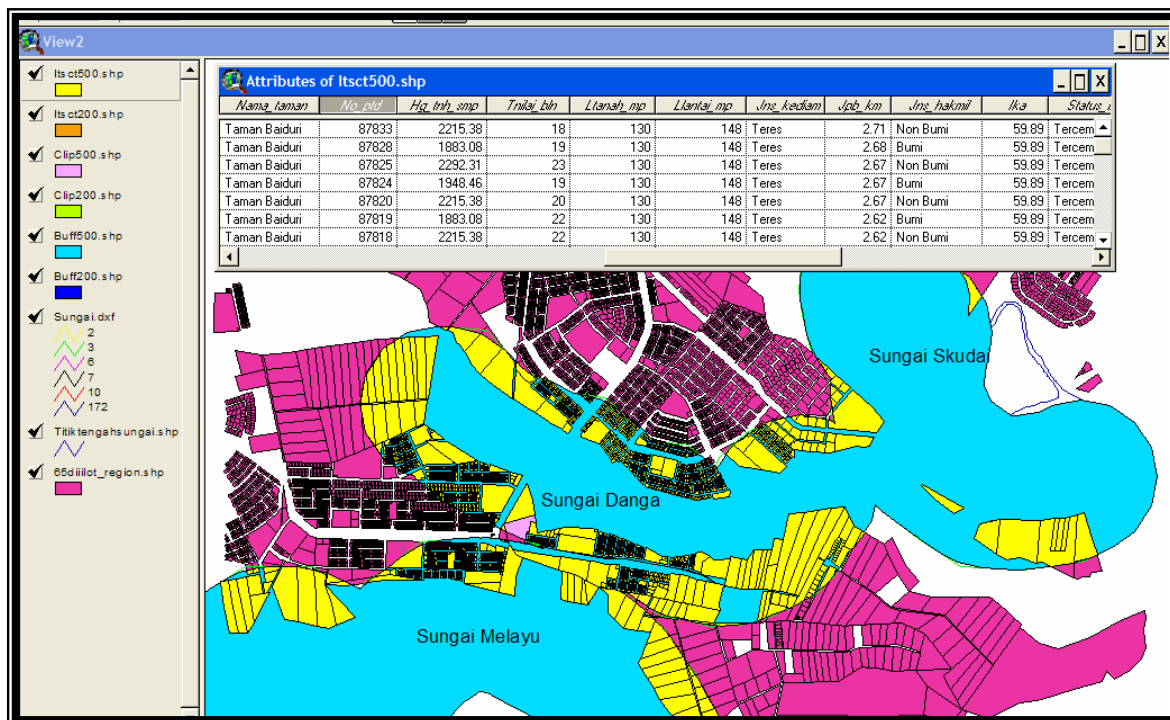 View2
Itsct500.shp
Itsct200.shp
Clip500.shp
Clip200.shp
Buff500.shp
Buff200.shp
Sungai.dxf
2
3
6
7
10
172
Titiktengahsungai.shp
65diiilot_region.shp
Attributes of Itsct500.shp
Nama_taman No_ptd Hg_tnh_smp Tnilai_bln Ltanah_mp Llantai_mp Jns_kediam Jpb_km Jns_hakmil Ika
Taman Baiduri 87833 2215.38 18 130 148 Teres 2.71 Non Bumi 59.89 Tercem
Taman Baiduri 87828 1883.08 19 130 148 Teres 2.68 Bumi 59.89 Tercem
Taman Baiduri 87825 2292.31 23 130 148 Teres 2.67 Non Bumi 59.89 Tercem
Taman Baiduri 87824 1948.46 19 130 148 Teres 2.67 Bumi 59.89 Tercem
Taman Baiduri 87820 2215.38 20 130 148 Teres 2.67 Non Bumi 59.89 Tercem
Taman Baiduri 87819 1883.08 22 130 148 Teres 2.62 Bumi 59.89 Tercem
Taman Baiduri 87818 2215.38 22 130 148 Teres 2.62 Non Bumi 59.89 Tercem
Sungai Skudai
Sungai Danga
Sungai Melayu